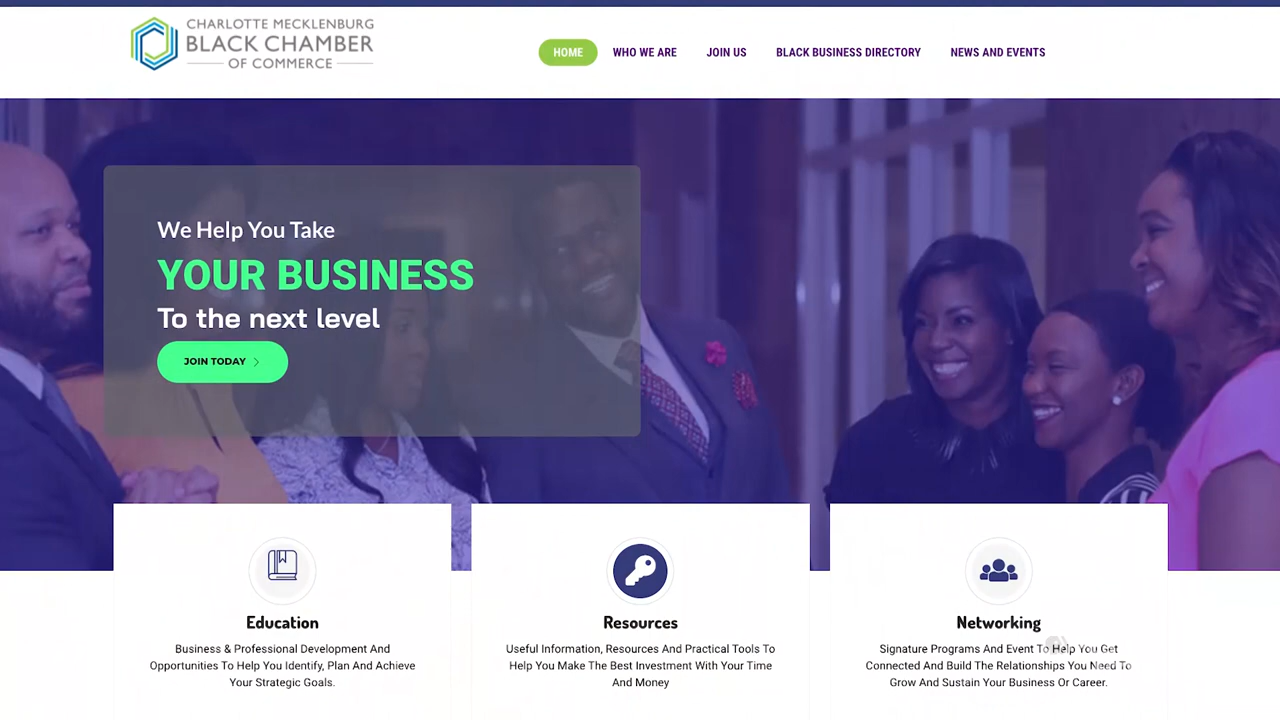 CHARLOTTE MECKLENBURG
BLACK CHAMBER
OF COMMERCE
HOME
WHO WE ARE
JOIN US
BLACK BUSINESS DIRECTORY
NEWS AND EVENTS
We Help You Take
YOUR BUSINESS
To the next level
JOIN TODAY
Education
Business & Professional Development And
Opportunities To Help You Identify, Plan And Achieve
Your Strategic Goals.
Resources
Useful Information, Resources And Practical Tools To
Help You Make The Best Investment With Your Time
And Money
Networking
Signature Programs And Event To Help You Get
Connected And Build The Relationships You Need To
Grow And Sustain Your Business Or Career.